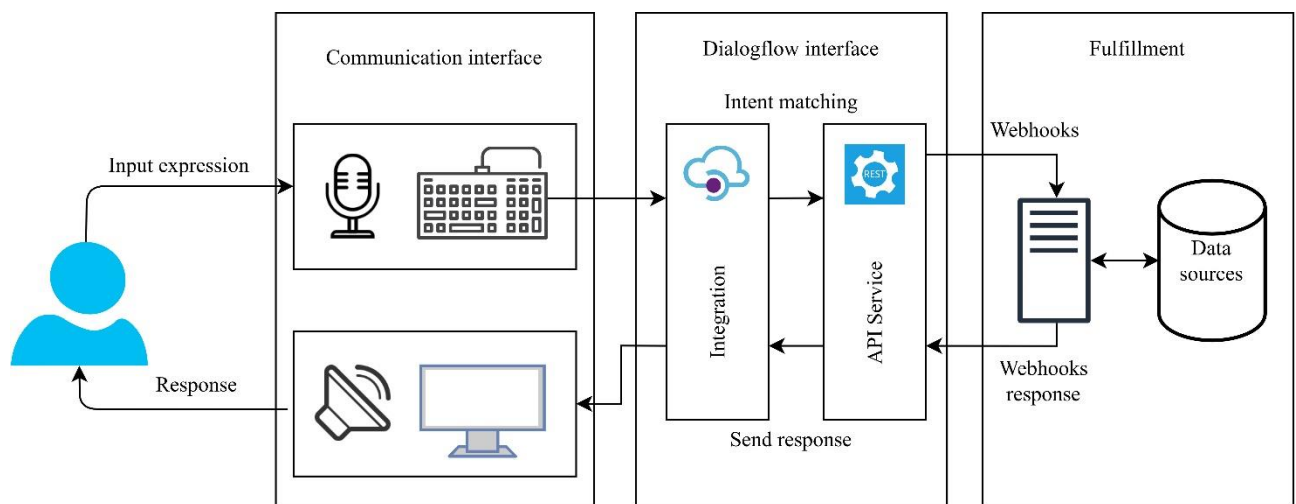 Communication interface
Dialogflow interface
Fulfillment
Intent matching
Webhooks
Input expression
REST
Integration
API Service
Data
sources
Response
Webhooks
response
Send response